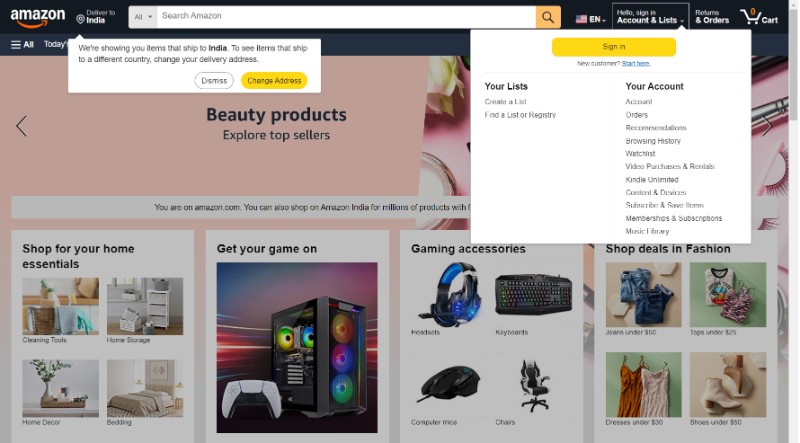 amazon
Deliver to
India
All
Search Amazon
EN
Hello, sign in
Account & Lists
Returns
& Orders
0
Cart
All
Today's
We're showing you items that ship to India. To see items that ship
to a different country, change your delivery address.
Dismiss
Change Address
Sign in
New customer? Start here.
Your Lists
Create a List
Find a List or Registry
Your Account
Account
Orders
Recommendations
Browsing History
Watchlist
Video Purchases & Rentals
Kindle Unlimited
Content & Devices
Subscribe & Save Items
Memberships & Subscriptions
Music Library
Beauty products
Explore top sellers
You are on amazon.com. You can also shop on Amazon India for millions of products with
Shop for your home
essentials
Cleaning Tools
Home Storage
Home Decor
Bedding
Get your game on
Gaming accessories
Headsets
Keyboards
Computer mice
Chairs
Shop deals in Fashion
Jeans under $50
Tops under $25
Dresses under $30
Shoes under $50